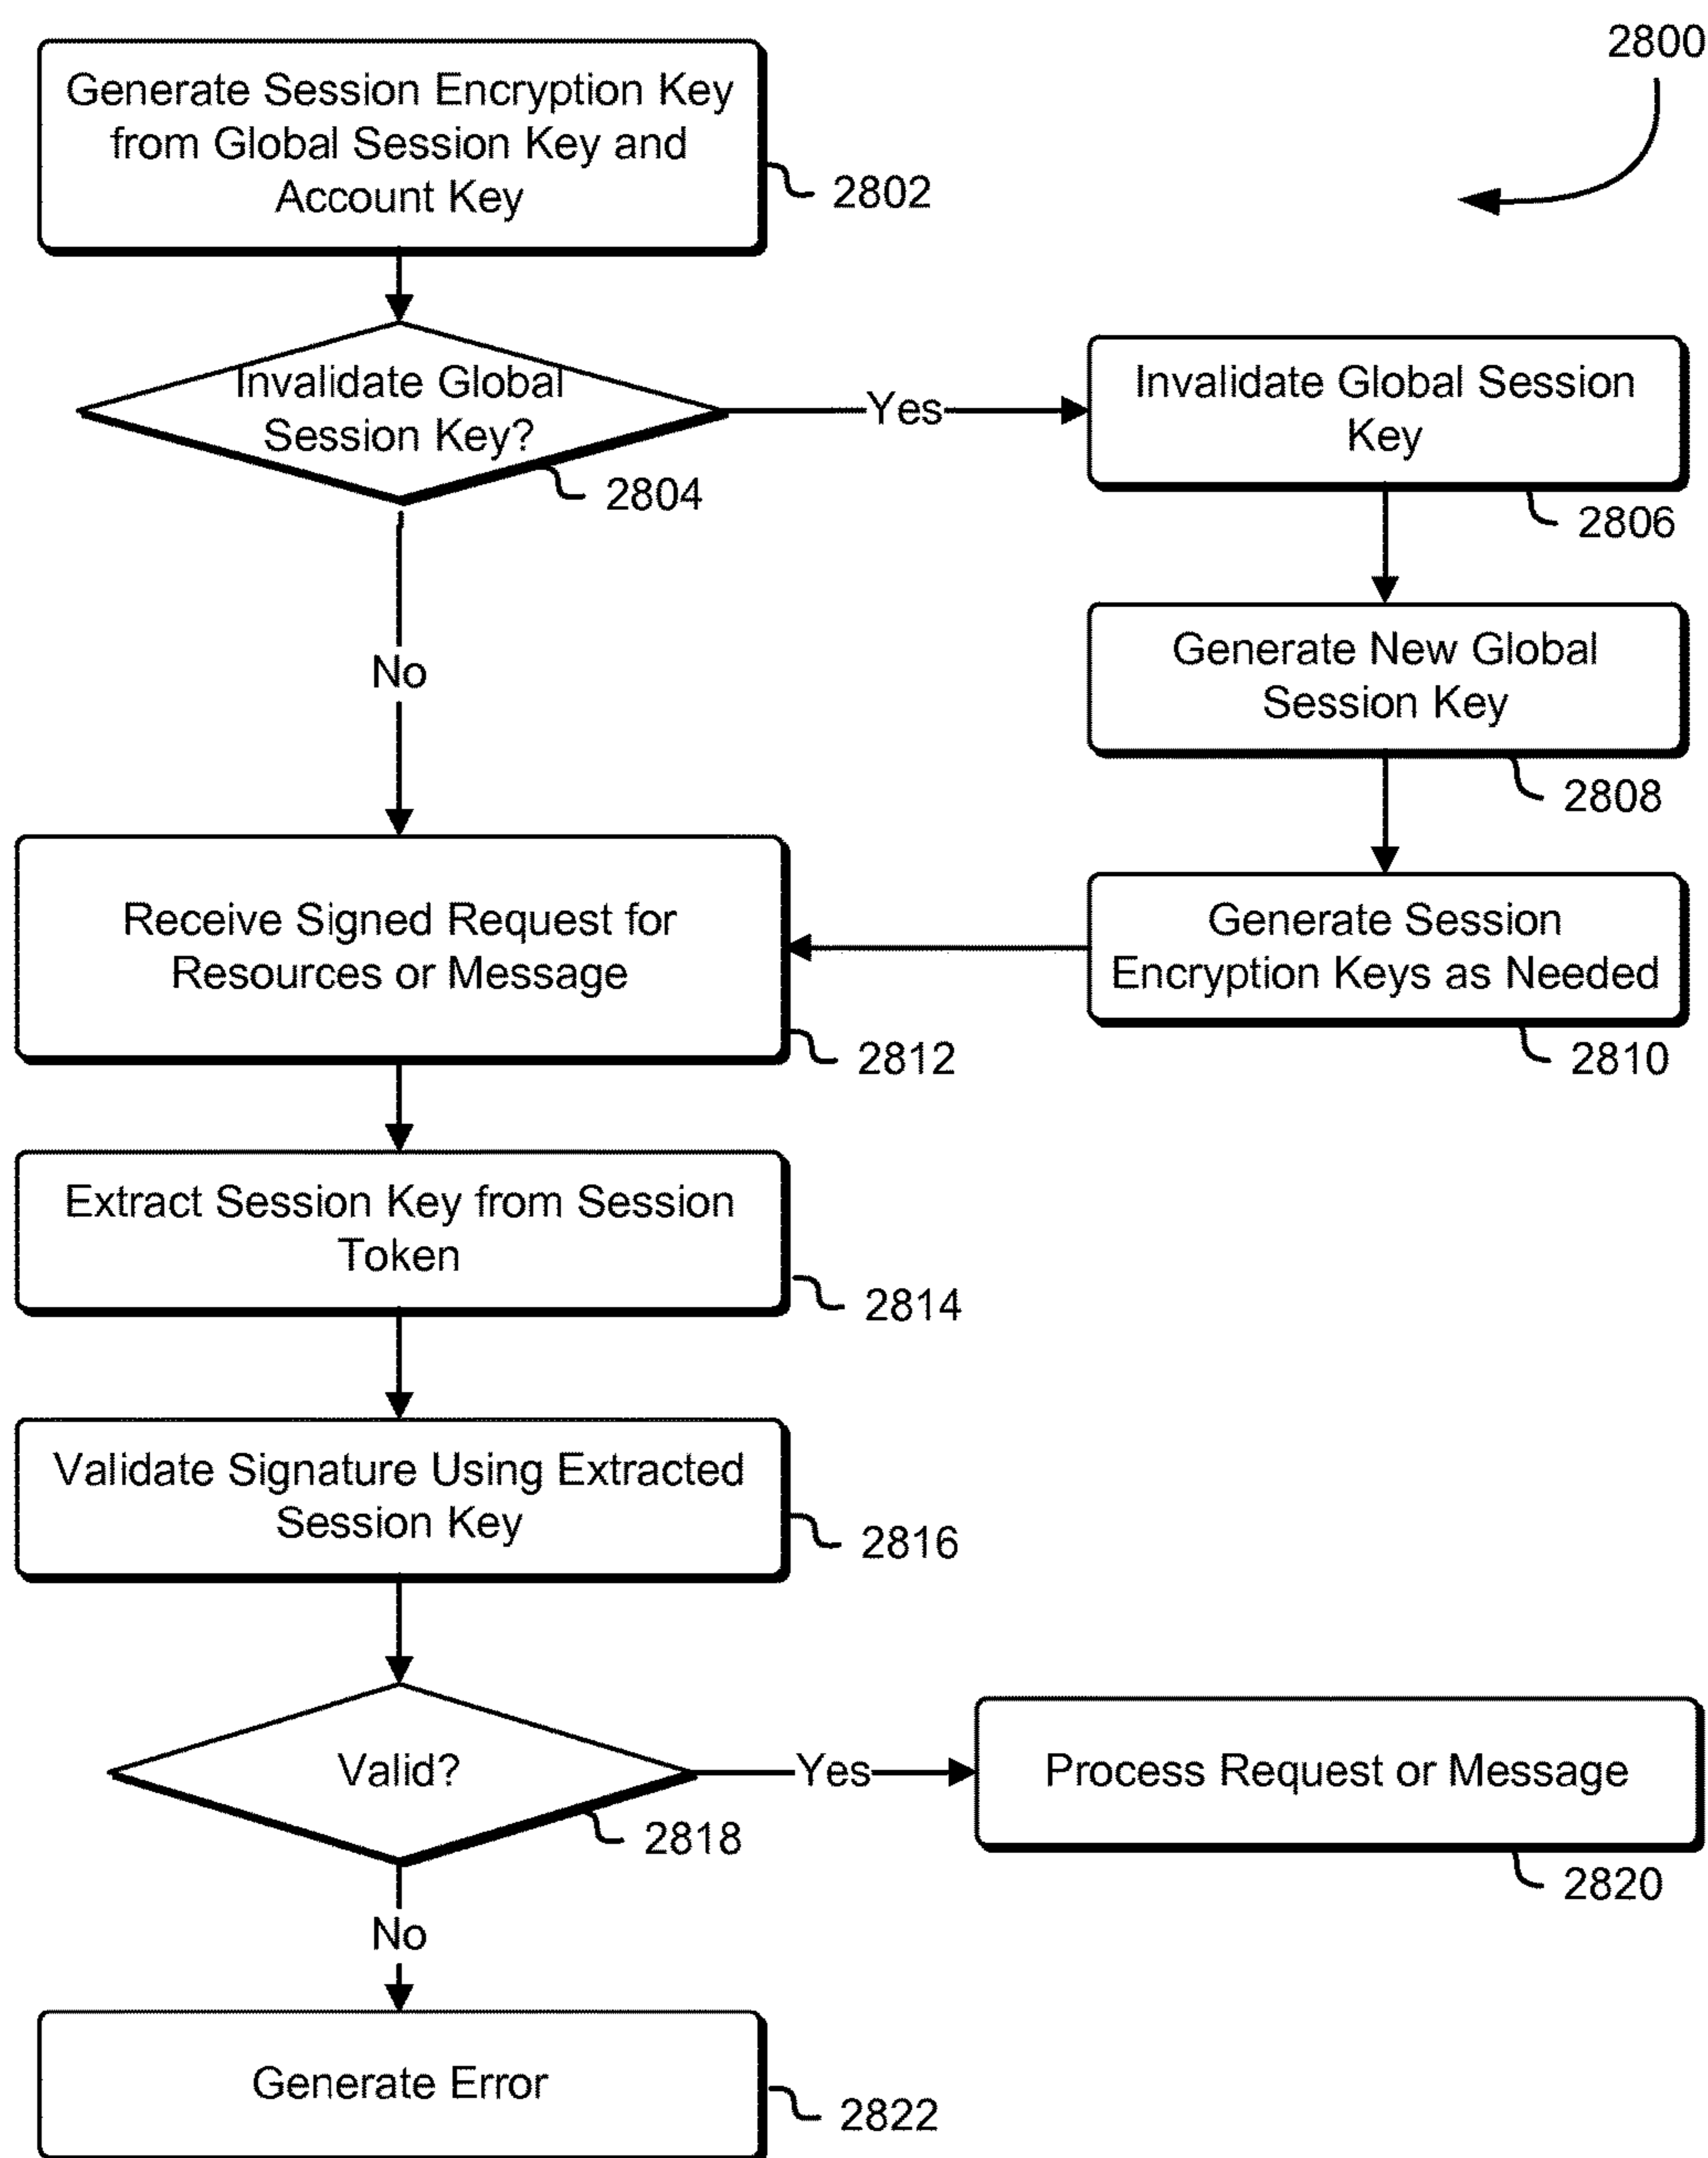 2800
Generate Session Encryption Key
from Global Session Key and
Account Key
2802
Invalidate Global
Session Key?
2804
Yes
Invalidate Global Session
Key
2806
Generate New Global
Session Key
2808
No
Generate Session
Encryption Keys as Needed
2810
Receive Signed Request for
Resources or Message
2812
Extract Session Key from Session
Token
2814
Validate Signature Using Extracted
Session Key
2816
Valid?
2818
Yes
Process Request or Message
2820
No
Generate Error
2822